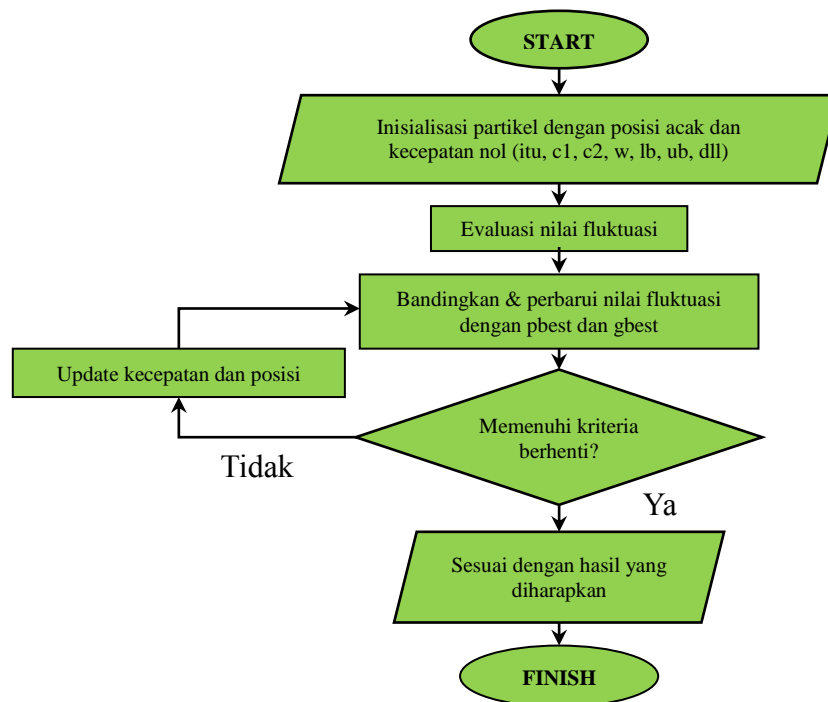 START
Inisialisasi partikel dengan posisi acak dan
kecepatan nol (itu, c1, c2, w, lb, ub, dll)
Evaluasi nilai fluktuasi
Bandingkan & perbarui nilai fluktuasi
dengan pbest dan gbest
Update kecepatan dan posisi
Memenuhi kriteria
berhenti?
Tidak
Ya
Sesuai dengan hasil yang
diharapkan
FINISH